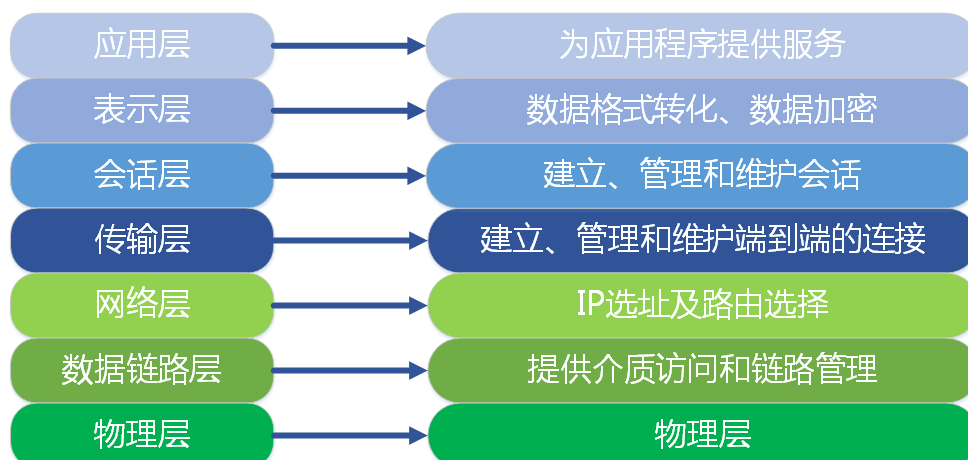 应用层
为应用程序提供服务
表示层
数据格式转化、数据加密
会话层
建立、管理和维护会话
传输层
建立、管理和维护端到端的连接
网络层
IP选址及路由选择
数据链路层
提供介质访问和链路管理
物理层
物理层